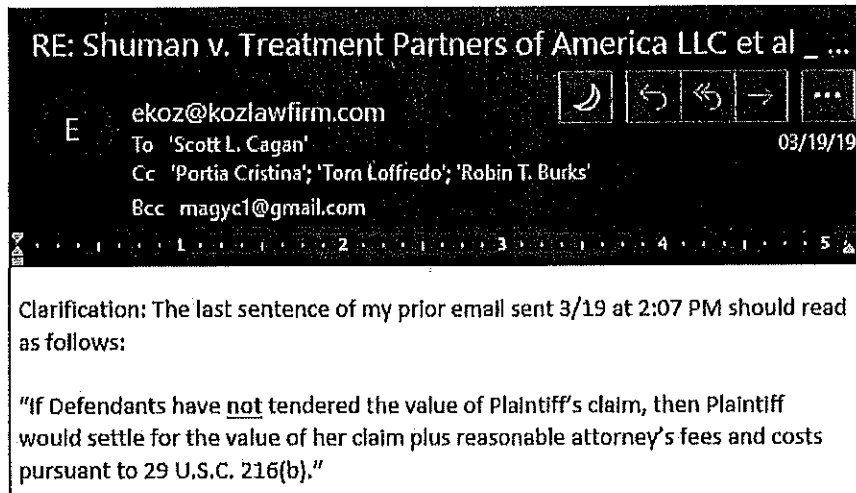 RE: Shuman v. Treatment Partners of America LLC et al _ ...
E
ekoz@kozlawfirm.com
To 'Scott L. Cagan'
03/19/19
Cc 'Portia Cristina'; 'Tom Loffredo'; 'Robin T. Burks'
Bcc magyc1@gmail.com
1 2 3 4 5
Clarification: The last sentence of my prior email sent 3/19 at 2:07 PM should read
as follows:
"If Defendants have not tendered the value of Plaintiff's claim, then Plaintiff
would settle for the value of her claim plus reasonable attorney's fees and costs
pursuant to 29 U.S.C. 216(b)."